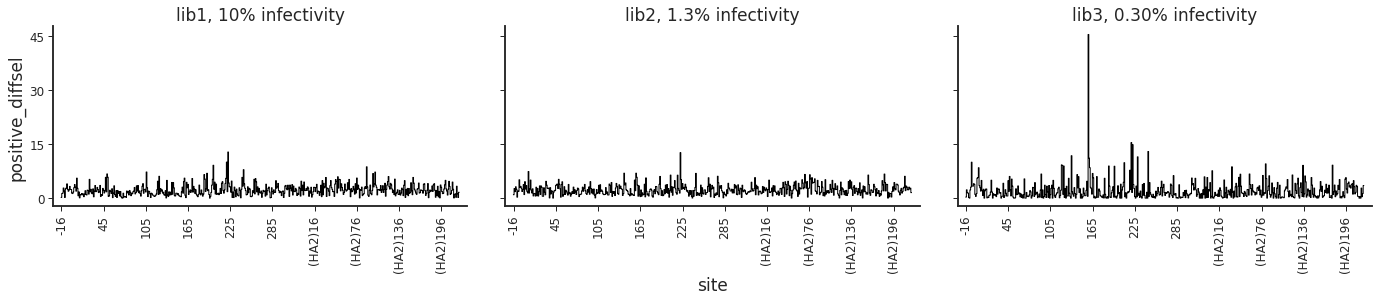 lib1, 10% infectivity
lib2, 1.3% infectivity
lib3, 0.30% infectivity
positive_diffsel
45
30
15
0
-16 45 105 165 225 285 (HA2)16 (HA2)76 (HA2)136 (HA2)196
-16 45 105 165 225 285 (HA2)16 (HA2)76 (HA2)136 (HA2)196
-16 45 105 165 225 285 (HA2)16 (HA2)76 (HA2)136 (HA2)196
site